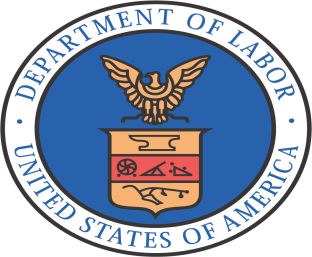 DEPARTMENT OF LABOR
UNITED STATES OF AMERICA